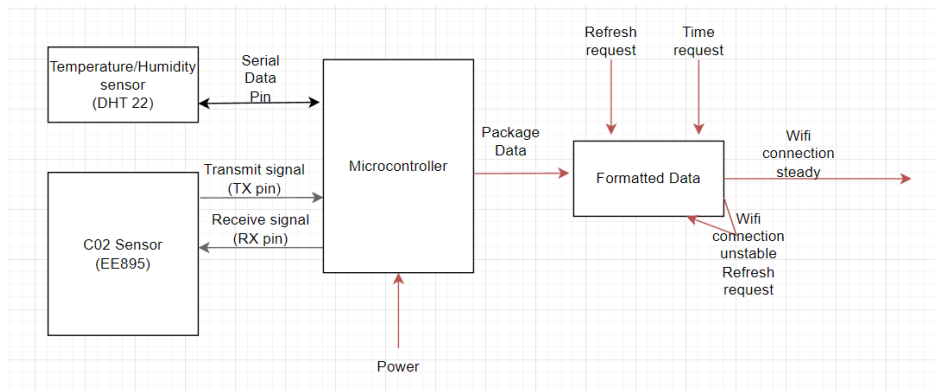 Refresh
request
Time
request
Temperature/Humidity
sensor
(DHT 22)
Serial
Data
Pin
Microcontroller
Package
Data
Formatted Data
Wifi
connection
steady
Transmit signal
(TX pin)
Receive signal
(RX pin)
C02 Sensor
(EE895)
Wifi
connection
unstable
Refresh
request
Power